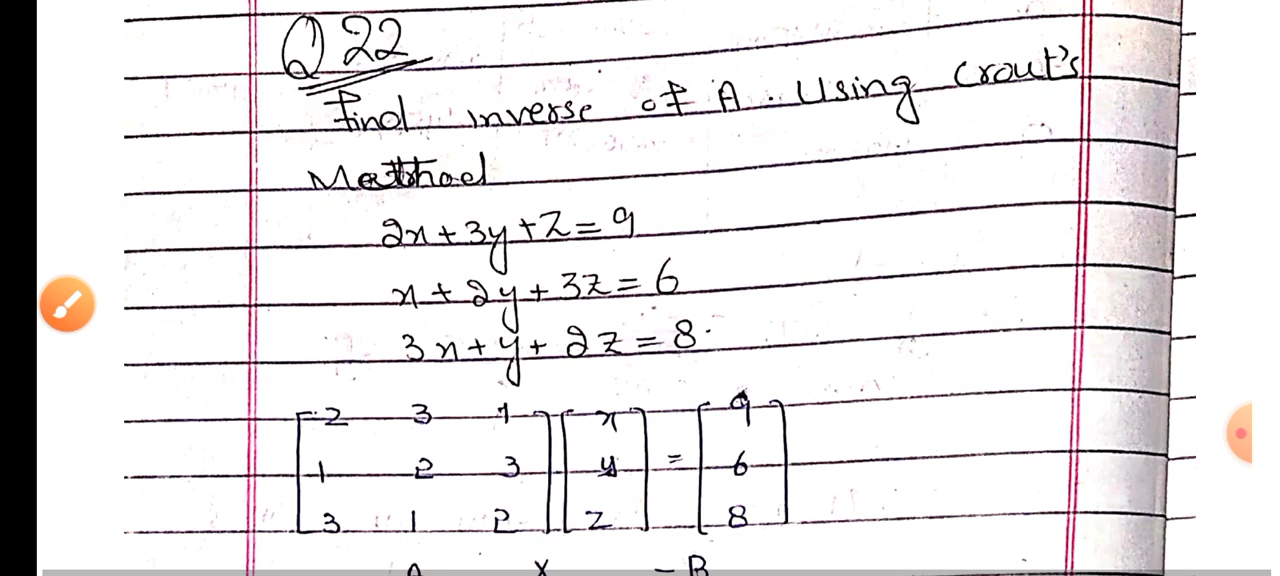 Q 22
find inverse of A. Using Crout's
Method
2x+3y+z=9
x+2y+3z=6
3x+y+2z=8.
[2 3 1] [x] = [9]
[1 2 3] [y] = [6]
[3 1 2] [z] = [8]
A X = B